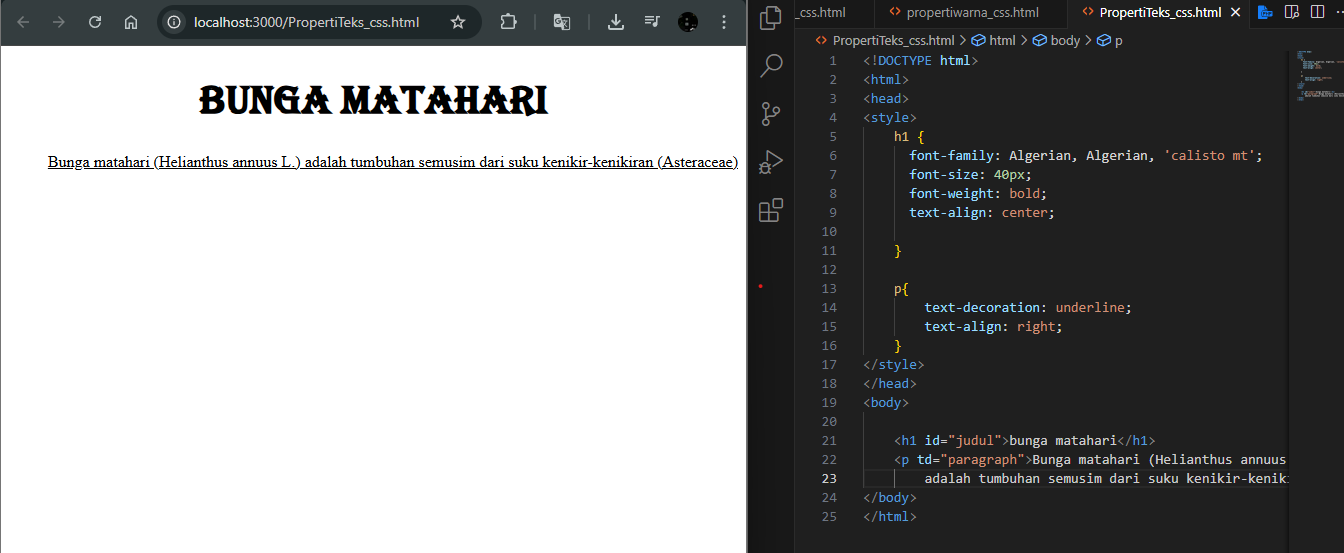 localhost:3000/PropertiTeks_css.html
BUNGA MATAHARI
Bunga matahari (Helianthus annuus L.) adalah tumbuhan semusim dari suku kenikir-kenikiran (Asteraceae)
_css.html
propertiwarna_css.html
PropertiTeks_css.html
PropertiTeks_css.html > html > body > p
1 <!DOCTYPE html>
2 <html>
3 <head>
4 <style>
5 h1 {
6 font-family: Algerian, Algerian, 'calisto mt';
7 font-size: 40px;
8 font-weight: bold;
9 text-align: center;
10
11 }
12
13 p{
14 text-decoration: underline;
15 text-align: right;
16 }
17 </style>
18 </head>
19 <body>
20
21 <h1 id="judul">bunga matahari</h1>
22 <p td="paragraph">Bunga matahari (Helianthus annuus
23 adalah tumbuhan semusim dari suku kenikir-kenik
24 </body>
25 </html>